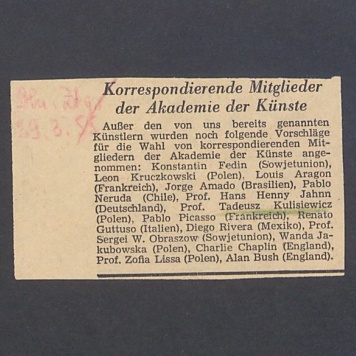 Korrespondierende Mitglieder
der Akademie der Künste
Außer den von uns bereits genannten
Künstlern wurden noch folgende Vorschläge
für die Wahl von korrespondierenden Mit-
gliedern der Akademie der Künste ange-
nommen: Konstantin Fedin (Sowjetunion),
Leon Kruczkowski (Polen), Louis Aragon
(Frankreich), Jorge Amado (Brasilien), Pablo
Neruda (Chile), Prof. Hans Henny Jahnn
(Deutschland), Prof. Tadeusz Kulisiewicz
(Polen), Pablo Picasso (Frankreich), Renato
Guttuso (Italien), Diego Rivera (Mexiko), Prof.
Sergei W. Obraszow (Sowjetunion), Wanda Ja-
kubowska (Polen), Charlie Chaplin (England),
Prof. Zofia Lissa (Polen), Alan Bush (England).